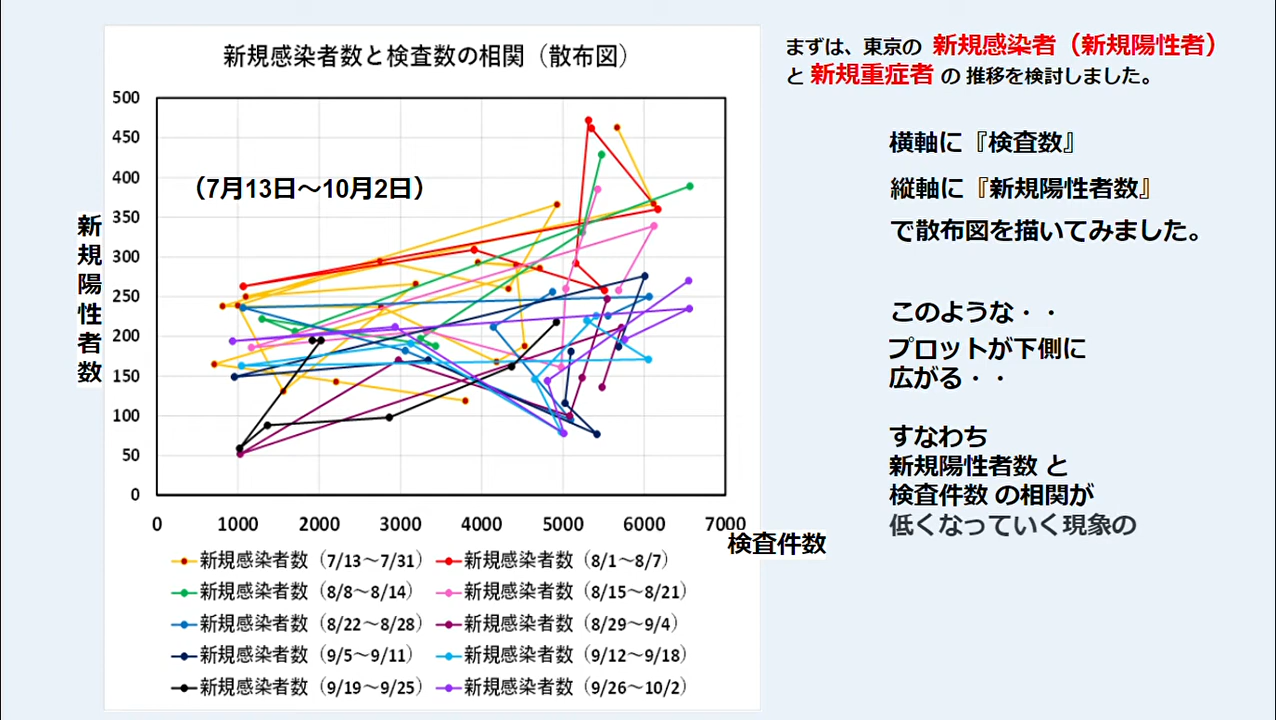 新規感染者数と検査数の相関（散布図）
（7月13日～10月2日）
新規陽性者数
500
450
400
350
300
250
200
150
100
50
0
0 1000 2000 3000 4000 5000 6000 7000
検査件数
新規感染者数（7/13～7/31） 新規感染者数（8/1～8/7）
新規感染者数（8/8～8/14） 新規感染者数（8/15～8/21）
新規感染者数（8/22～8/28） 新規感染者数（8/29～9/4）
新規感染者数（9/5～9/11） 新規感染者数（9/12～9/18）
新規感染者数（9/19～9/25） 新規感染者数（9/26～10/2）
まずは、東京の 新規感染者（新規陽性者）
と 新規重症者 の 推移を検討しました。
横軸に『検査数』
縦軸に『新規陽性者数』
で散布図を描いてみました。
このような・・
プロットが下側に
広がる・・
すなわち
新規陽性者数 と
検査件数 の相関が
低くなっていく現象の